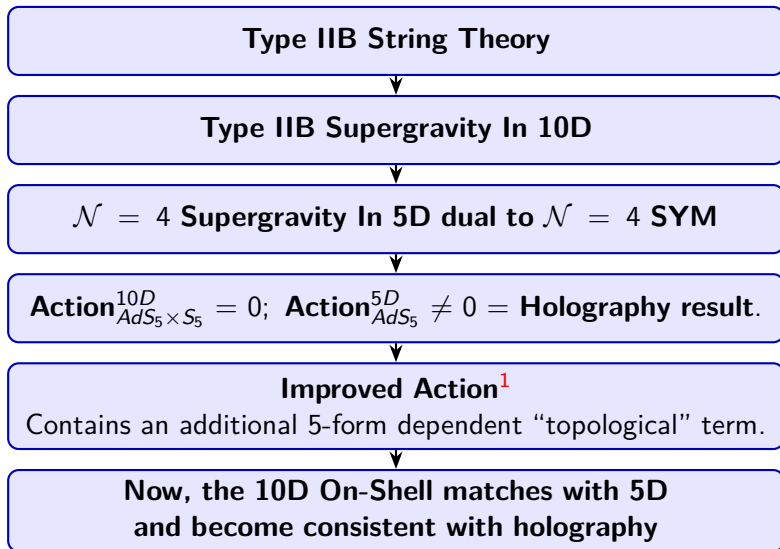 Type IIB String Theory
Type IIB Supergravity In 10D
𝒩 = 4 Supergravity In 5D dual to 𝒩 = 4 SYM
Action^{10D}_{AdS_5×S_5} = 0; Action^{5D}_{AdS_5} ≠ 0 = Holography result.
Improved Action^1
Contains an additional 5-form dependent “topological” term.
Now, the 10D On-Shell matches with 5D
and become consistent with holography